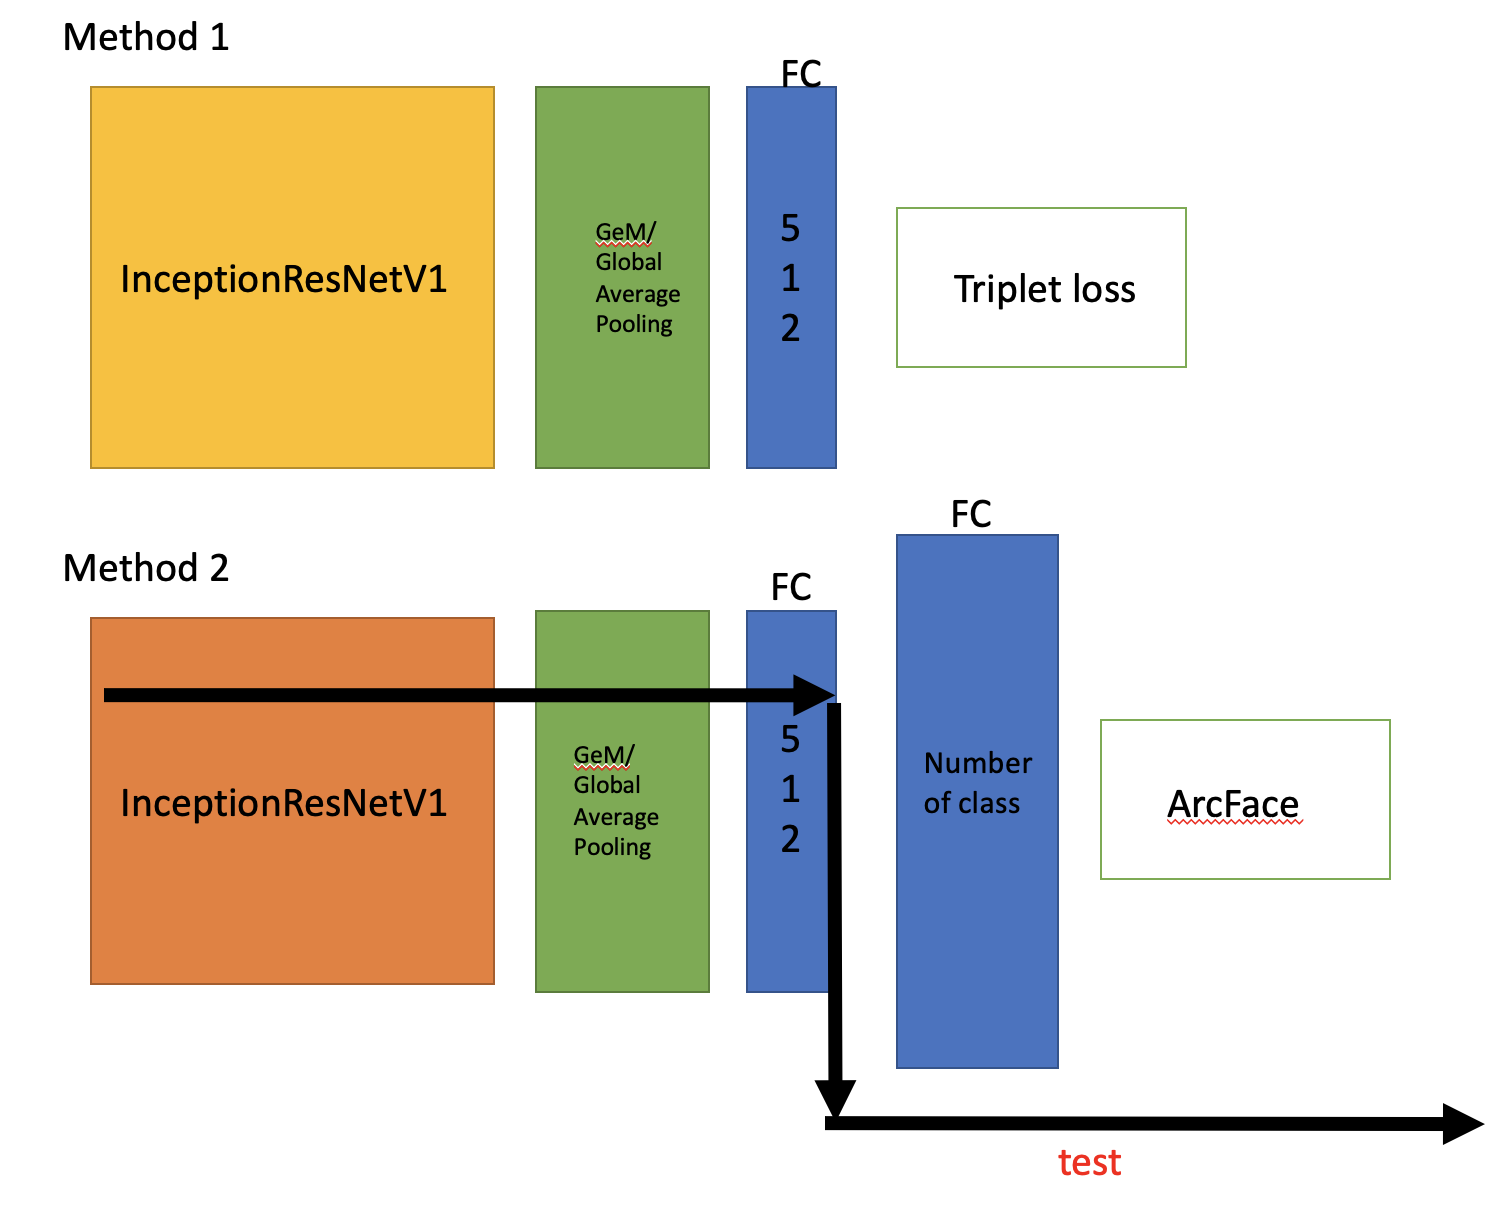 Method 1
FC
InceptionResNetV1
GeM/
Global
Average
Pooling
5
1
2
Triplet loss
Method 2
FC
FC
InceptionResNetV1
GeM/
Global
Average
Pooling
5
1
2
Number
of class
ArcFace
test